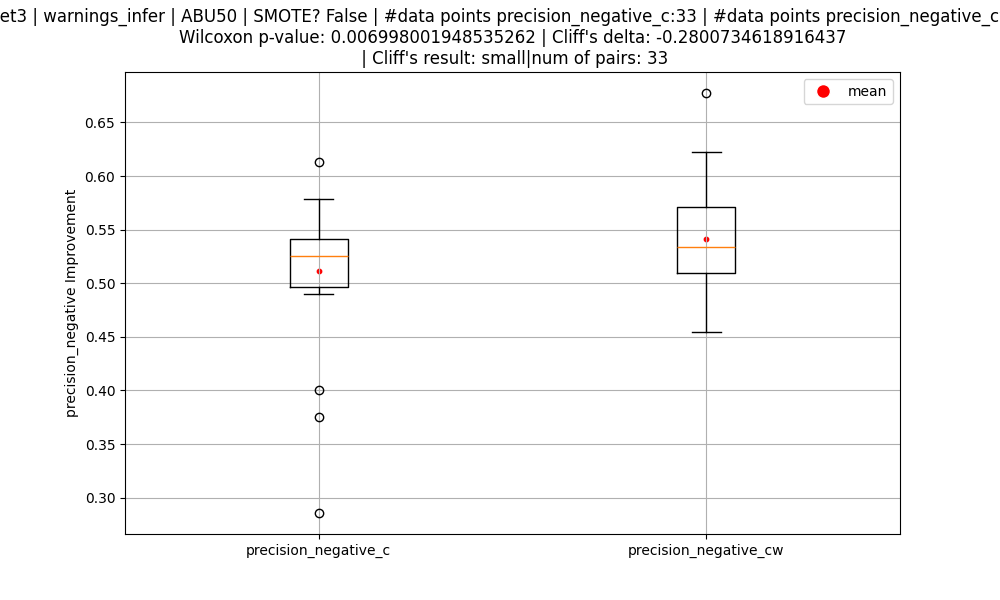 et3 | warnings_infer | ABU50 | SMOTE? False | #data points precision_negative_c:33 | #data points precision_negative_c
Wilcoxon p-value: 0.006998001948535262 | Cliff's delta: -0.2800734618916437
| Cliff's result: small|num of pairs: 33
mean
0.65
0.60
0.55
0.50
0.45
0.40
0.35
0.30
precision_negative Improvement
precision_negative_c
precision_negative_cw